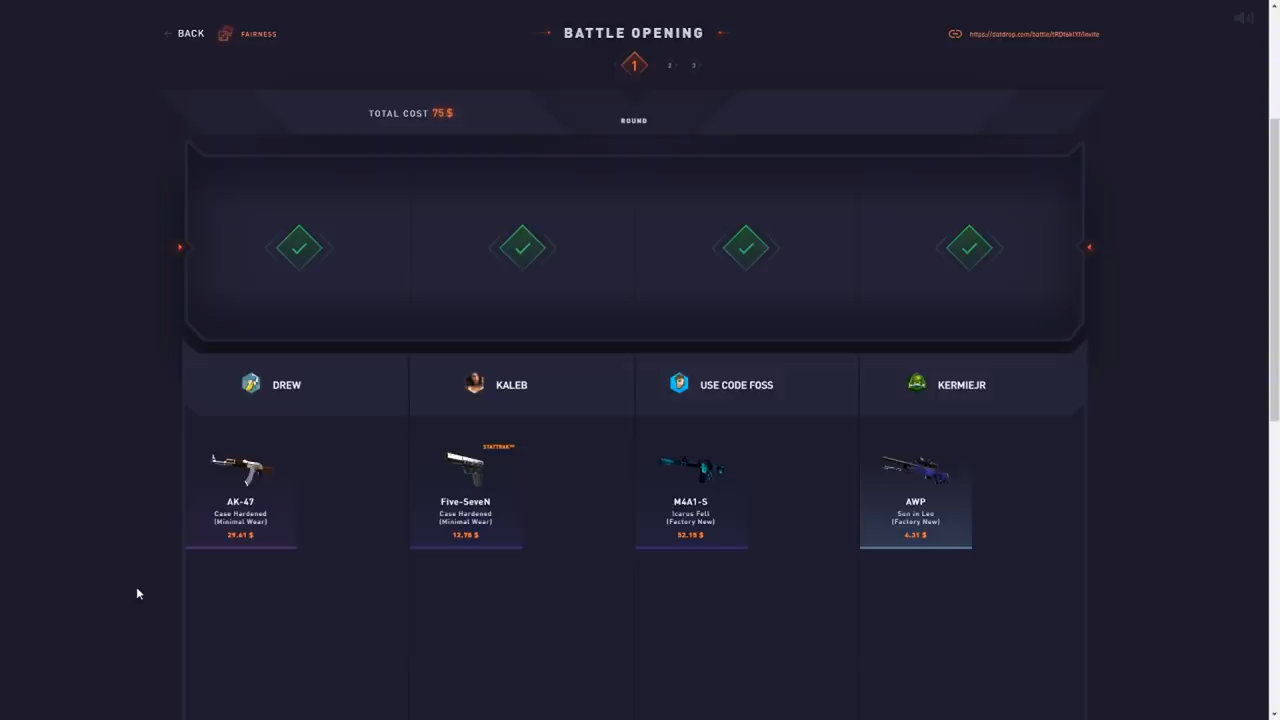 BACK
FAIRNESS
BATTLE OPENING
1
2
3
TOTAL COST 75 $
ROUND
DREW
KALEB
USE CODE FOSS
KERMIEJR
AK-47
Case Hardened
(Minimal Wear)
29.61 $
STATTRAK™
Five-SeveN
Case Hardened
(Minimal Wear)
12.78 $
M4A1-S
Icarus Fell
(Factory New)
52.15 $
AWP
Sun in Leo
(Factory New)
6.31 $